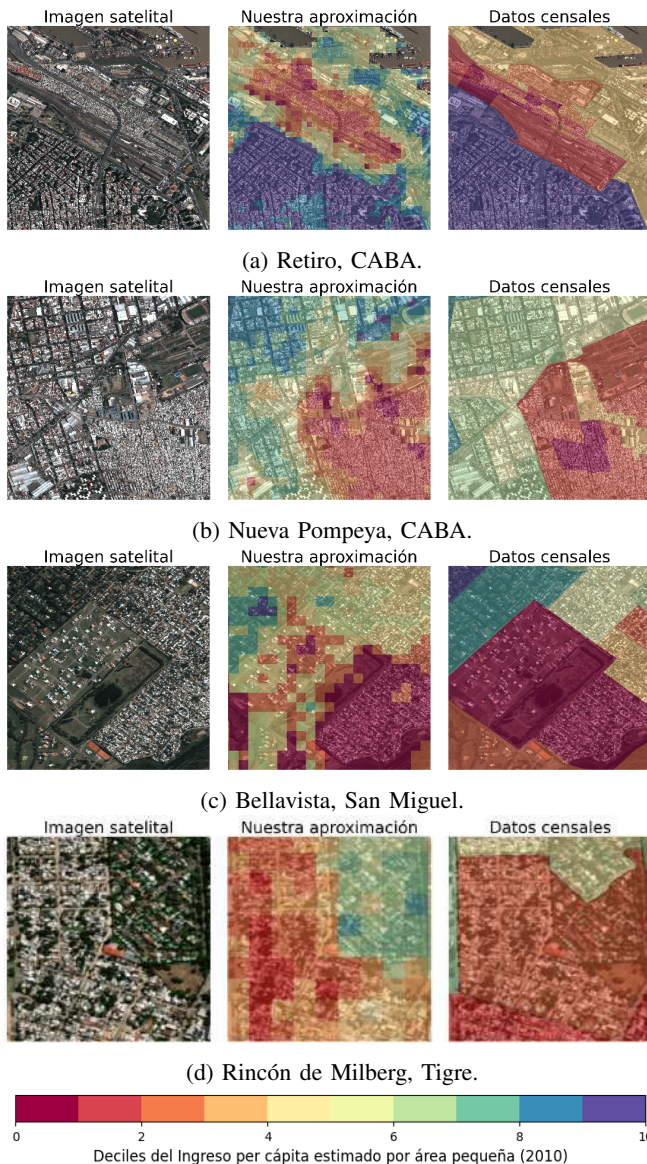 Imagen satelital Nuestra aproximación Datos censales
(a) Retiro, CABA.
Imagen satelital Nuestra aproximación Datos censales
(b) Nueva Pompeya, CABA.
Imagen satelital Nuestra aproximación Datos censales
(c) Bellavista, San Miguel.
Imagen satelital Nuestra aproximación Datos censales
(d) Rincón de Milberg, Tigre.
0 2 4 6 8 10
Deciles del Ingreso per cápita estimado por área pequeña (2010)